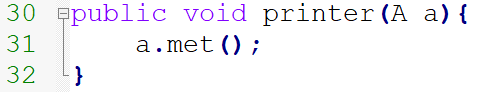 30 public void printer(A a){
31 a.met();
32 }